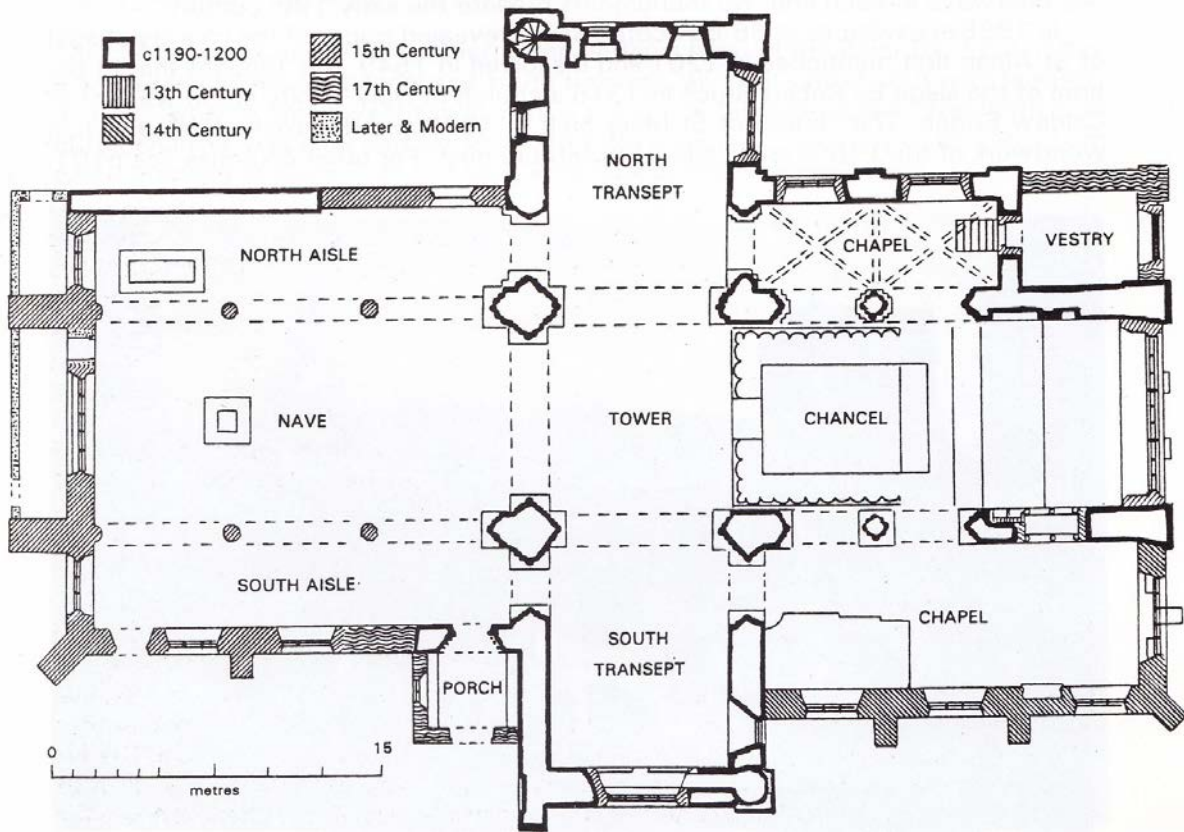 c1190-1200
13th Century
14th Century
15th Century
17th Century
Later & Modern
NORTH
TRANSEPT
NORTH AISLE
CHAPEL
VESTRY
NAVE
TOWER
CHANCEL
SOUTH AISLE
CHAPEL
SOUTH
TRANSEPT
PORCH
0 15
metres